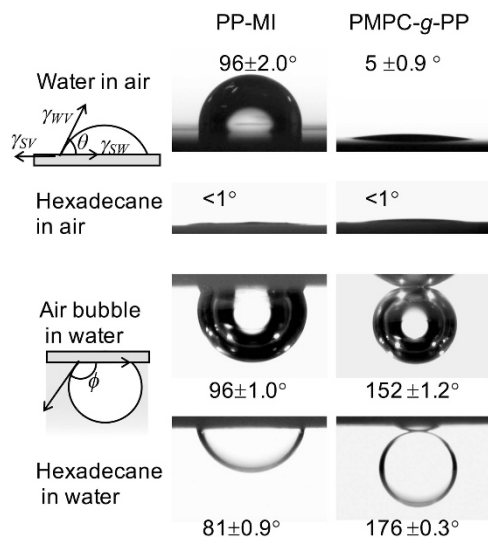 PP-MI
PMPC-g-PP
Water in air
96±2.0°
5 ±0.9 °
γWV
γSV
θ
γSW
Hexadecane
in air
<1°
<1°
Air bubble
in water
ϕ
96±1.0°
152 ±1.2°
Hexadecane
in water
81±0.9°
176 ±0.3°